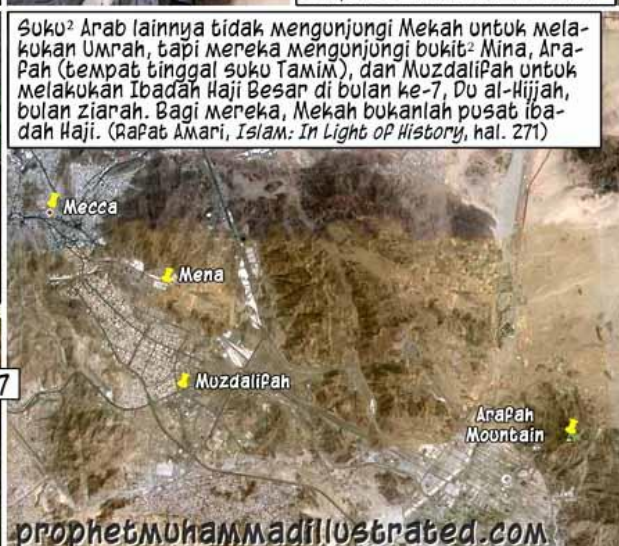 Suku² Arab lainnya tidak mengunjungi Mekah untuk mela-
kukan Umrah, tapi mereka mengunjungi bukit² Mina, Ara-
fah (tempat tinggal suku Tamim), dan Muzdalifah untuk
melakukan Ibadah Haji Besar di bulan ke-7, Du al-Hijjah,
bulan ziarah. Bagi mereka, Mekah bukanlah pusat iba-
dah Haji. (Rafat Amari, Islam: In Light of History, hal. 271)
Mecca
Mena
7
Muzdalifah
Arafah
Mountain
prophetmuhammadillustrated.com